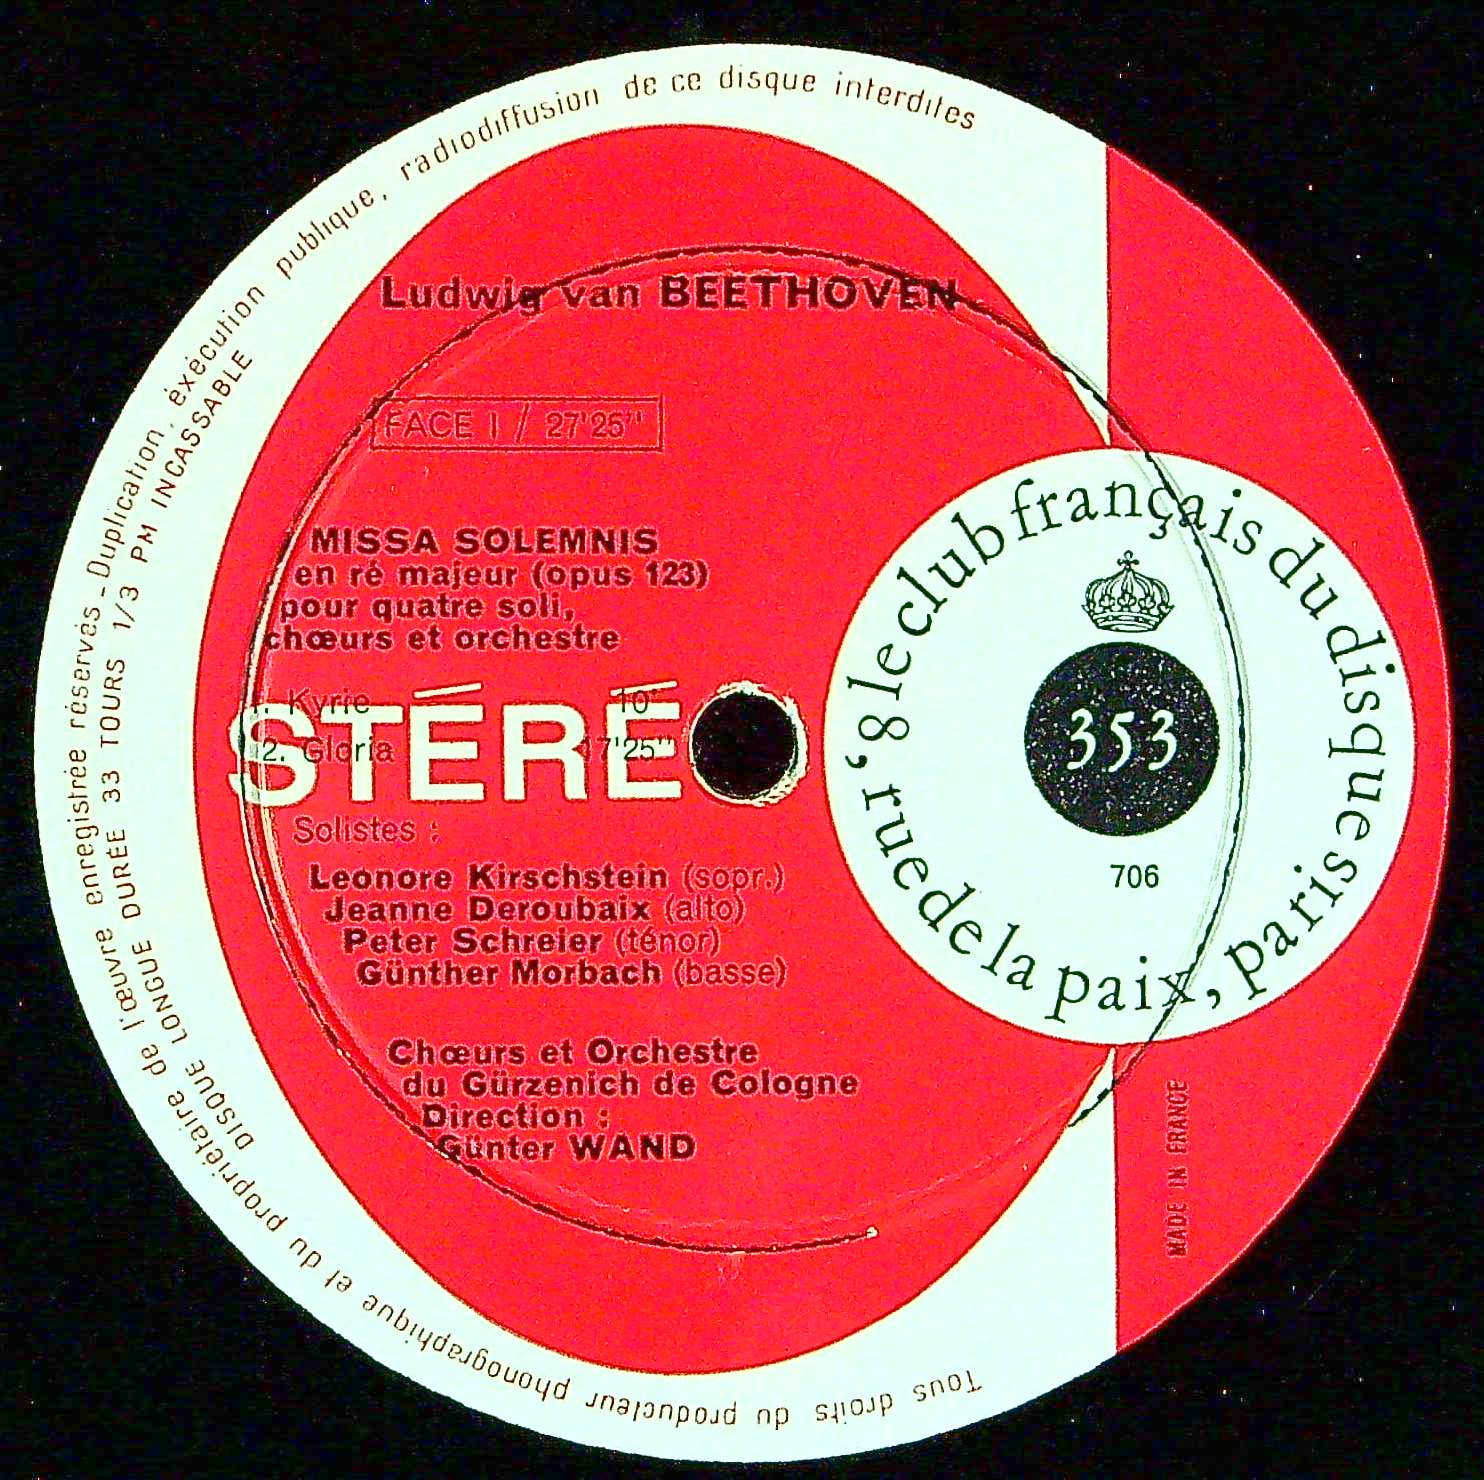 Tous droits du producteur phonographique et du propriétaire de l'œuvre enregistrée réservés - Duplication, éxécution publique, radiodiffusion de ce disque interdites
DISQUE LONGUE DURÉE 33 TOURS 1/3 PM INCASSABLE
Ludwig van BEETHOVEN
FACE I / 27'25"
MISSA SOLEMNIS
en ré majeur (opus 123)
pour quatre soli,
chœurs et orchestre
1. Kyrie 10'
2. Gloria 17'25"
STÉRÉ
Solistes :
Leonore Kirschstein (sopr.)
Jeanne Deroubaix (alto)
Peter Schreier (ténor)
Günther Morbach (basse)
Chœurs et Orchestre
du Gürzenich de Cologne
Direction :
Günter WAND
le club français du disque
8, rue de la paix, paris
353
706
MADE IN FRANCE